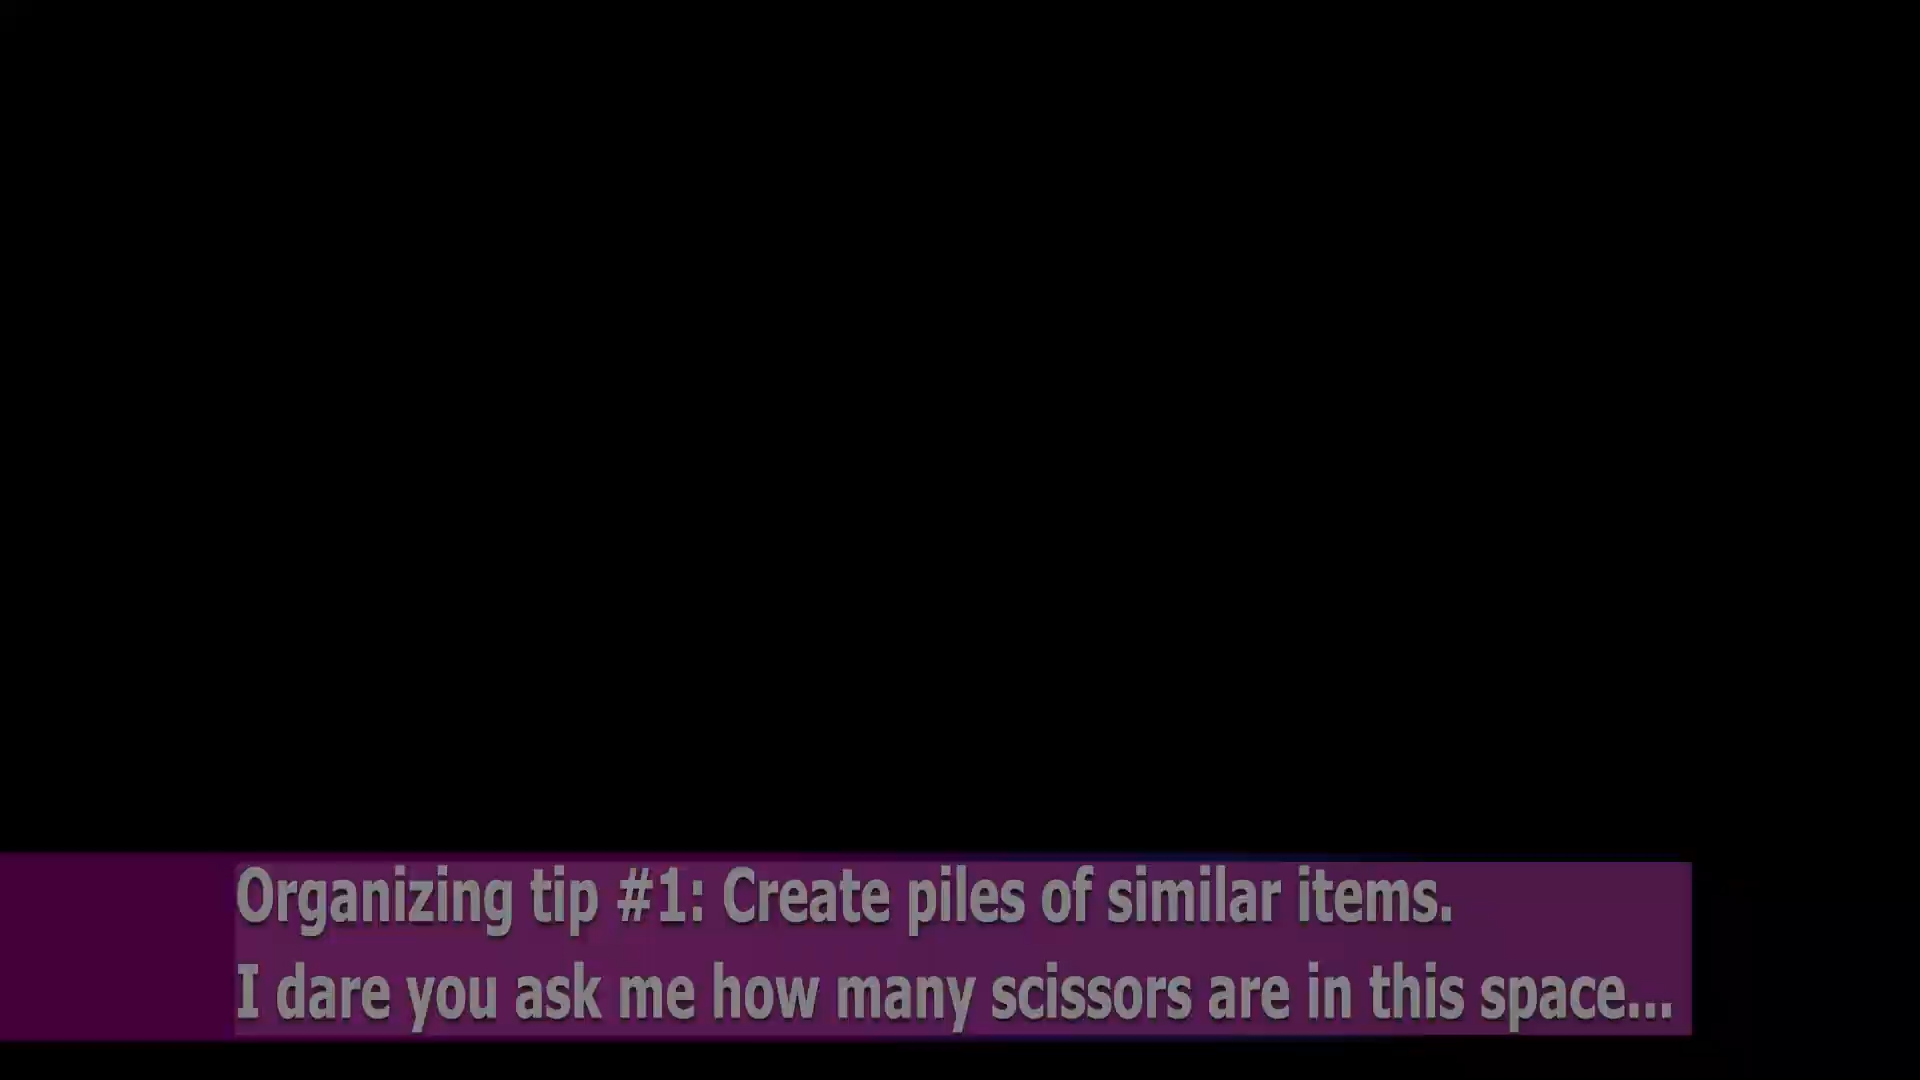 Organizing tip #1: Create piles of similar items.
I dare you ask me how many scissors are in this space...